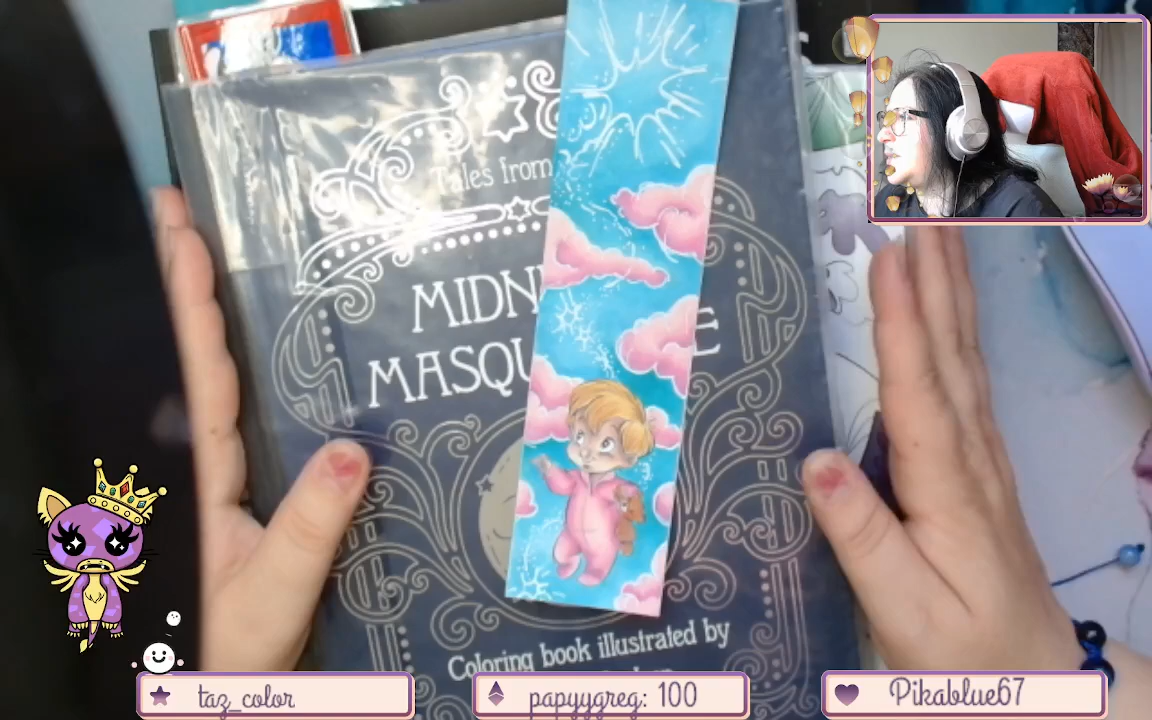 Tales from
MIDN
MASQU E
Coloring book illustrated by
taz_color
papyygreg: 100
Pikablue67